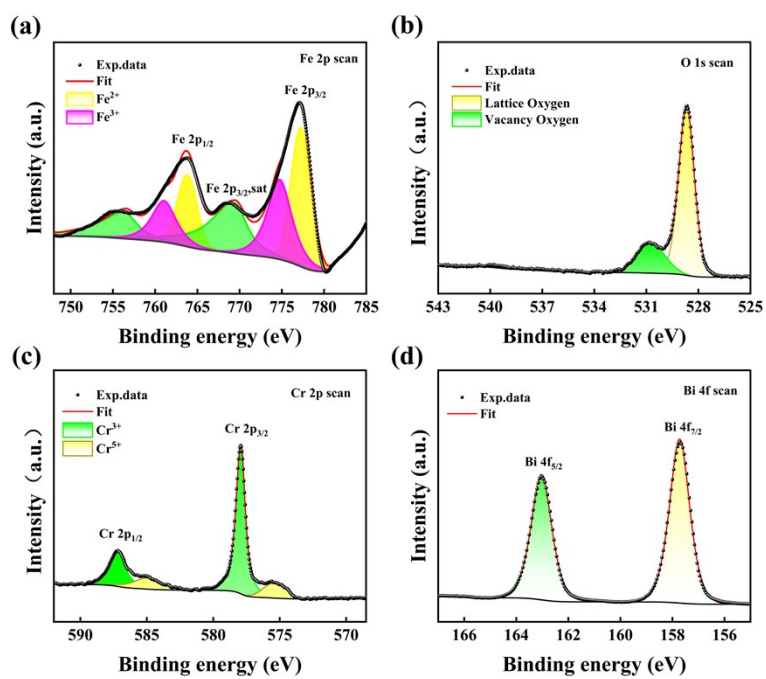 (a)
Fe 2p scan
Exp.data
Fit
Fe²⁺
Fe³⁺
Fe 2p₃/₂
Fe 2p₁/₂
Fe 2p₃/₂,sat
Intensity (a.u.)
750 755 760 765 770 775 780 785
Binding energy (eV)
(b)
O 1s scan
Exp.data
Fit
Lattice Oxygen
Vacancy Oxygen
Intensity（a.u.)
543 540 537 534 531 528 525
Binding energy (eV)
(c)
Cr 2p scan
Exp.data
Fit
Cr³⁺
Cr⁵⁺
Cr 2p₃/₂
Cr 2p₁/₂
Intensity（a.u.)
590 585 580 575 570
Binding energy (eV)
(d)
Bi 4f scan
Exp.data
Fit
Bi 4f₇/₂
Bi 4f₅/₂
Intensity（a.u.)
166 164 162 160 158 156
Binding energy (eV)